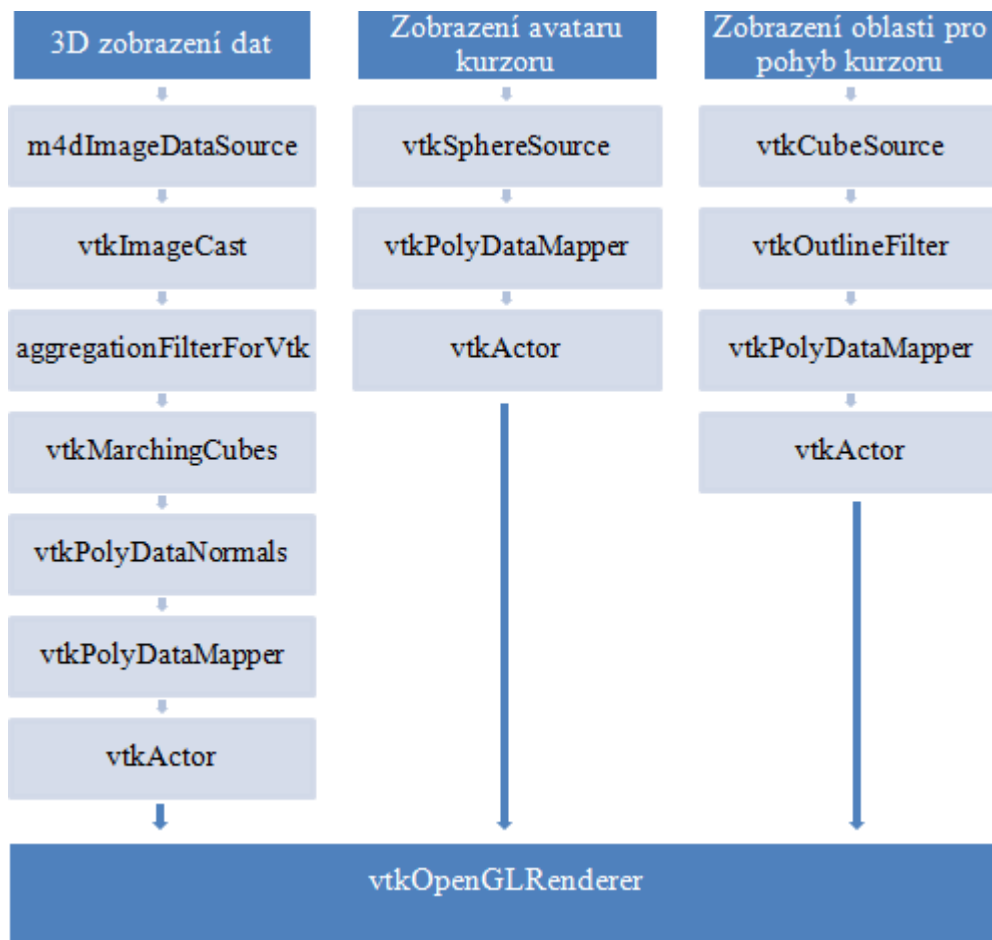 3D zobrazení dat
m4dImageDataSource
vtkImageCast
aggregationFilterForVtk
vtkMarchingCubes
vtkPolyDataNormals
vtkPolyDataMapper
vtkActor
Zobrazení avataru
kurzoru
vtkSphereSource
vtkPolyDataMapper
vtkActor
Zobrazení oblasti pro
pohyb kurzoru
vtkCubeSource
vtkOutlineFilter
vtkPolyDataMapper
vtkActor
vtkOpenGLRenderer